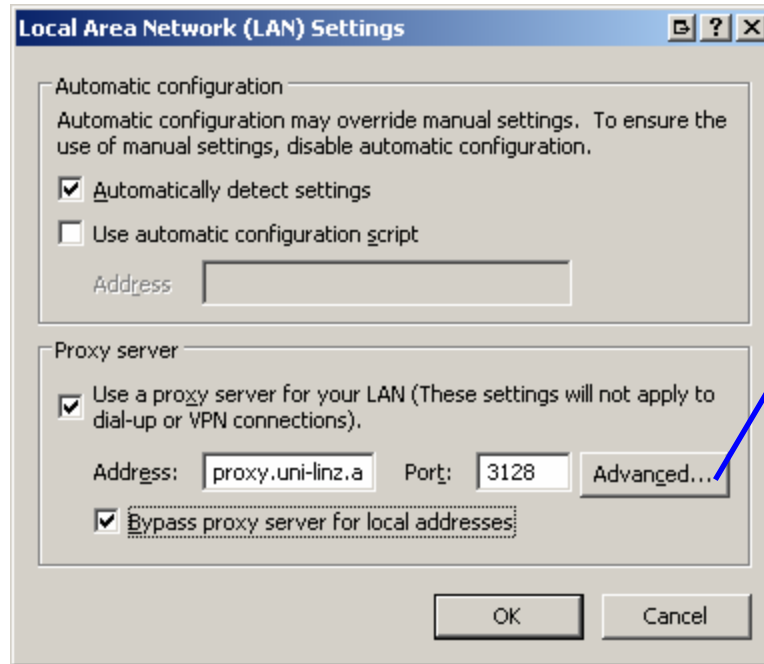 Local Area Network (LAN) Settings
Automatic configuration
Automatic configuration may override manual settings. To ensure the
use of manual settings, disable automatic configuration.
Automatically detect settings
Use automatic configuration script
Address
Proxy server
Use a proxy server for your LAN (These settings will not apply to
dial-up or VPN connections).
Address: proxy.uni-linz.a Port: 3128 Advanced...
Bypass proxy server for local addresses
OK Cancel